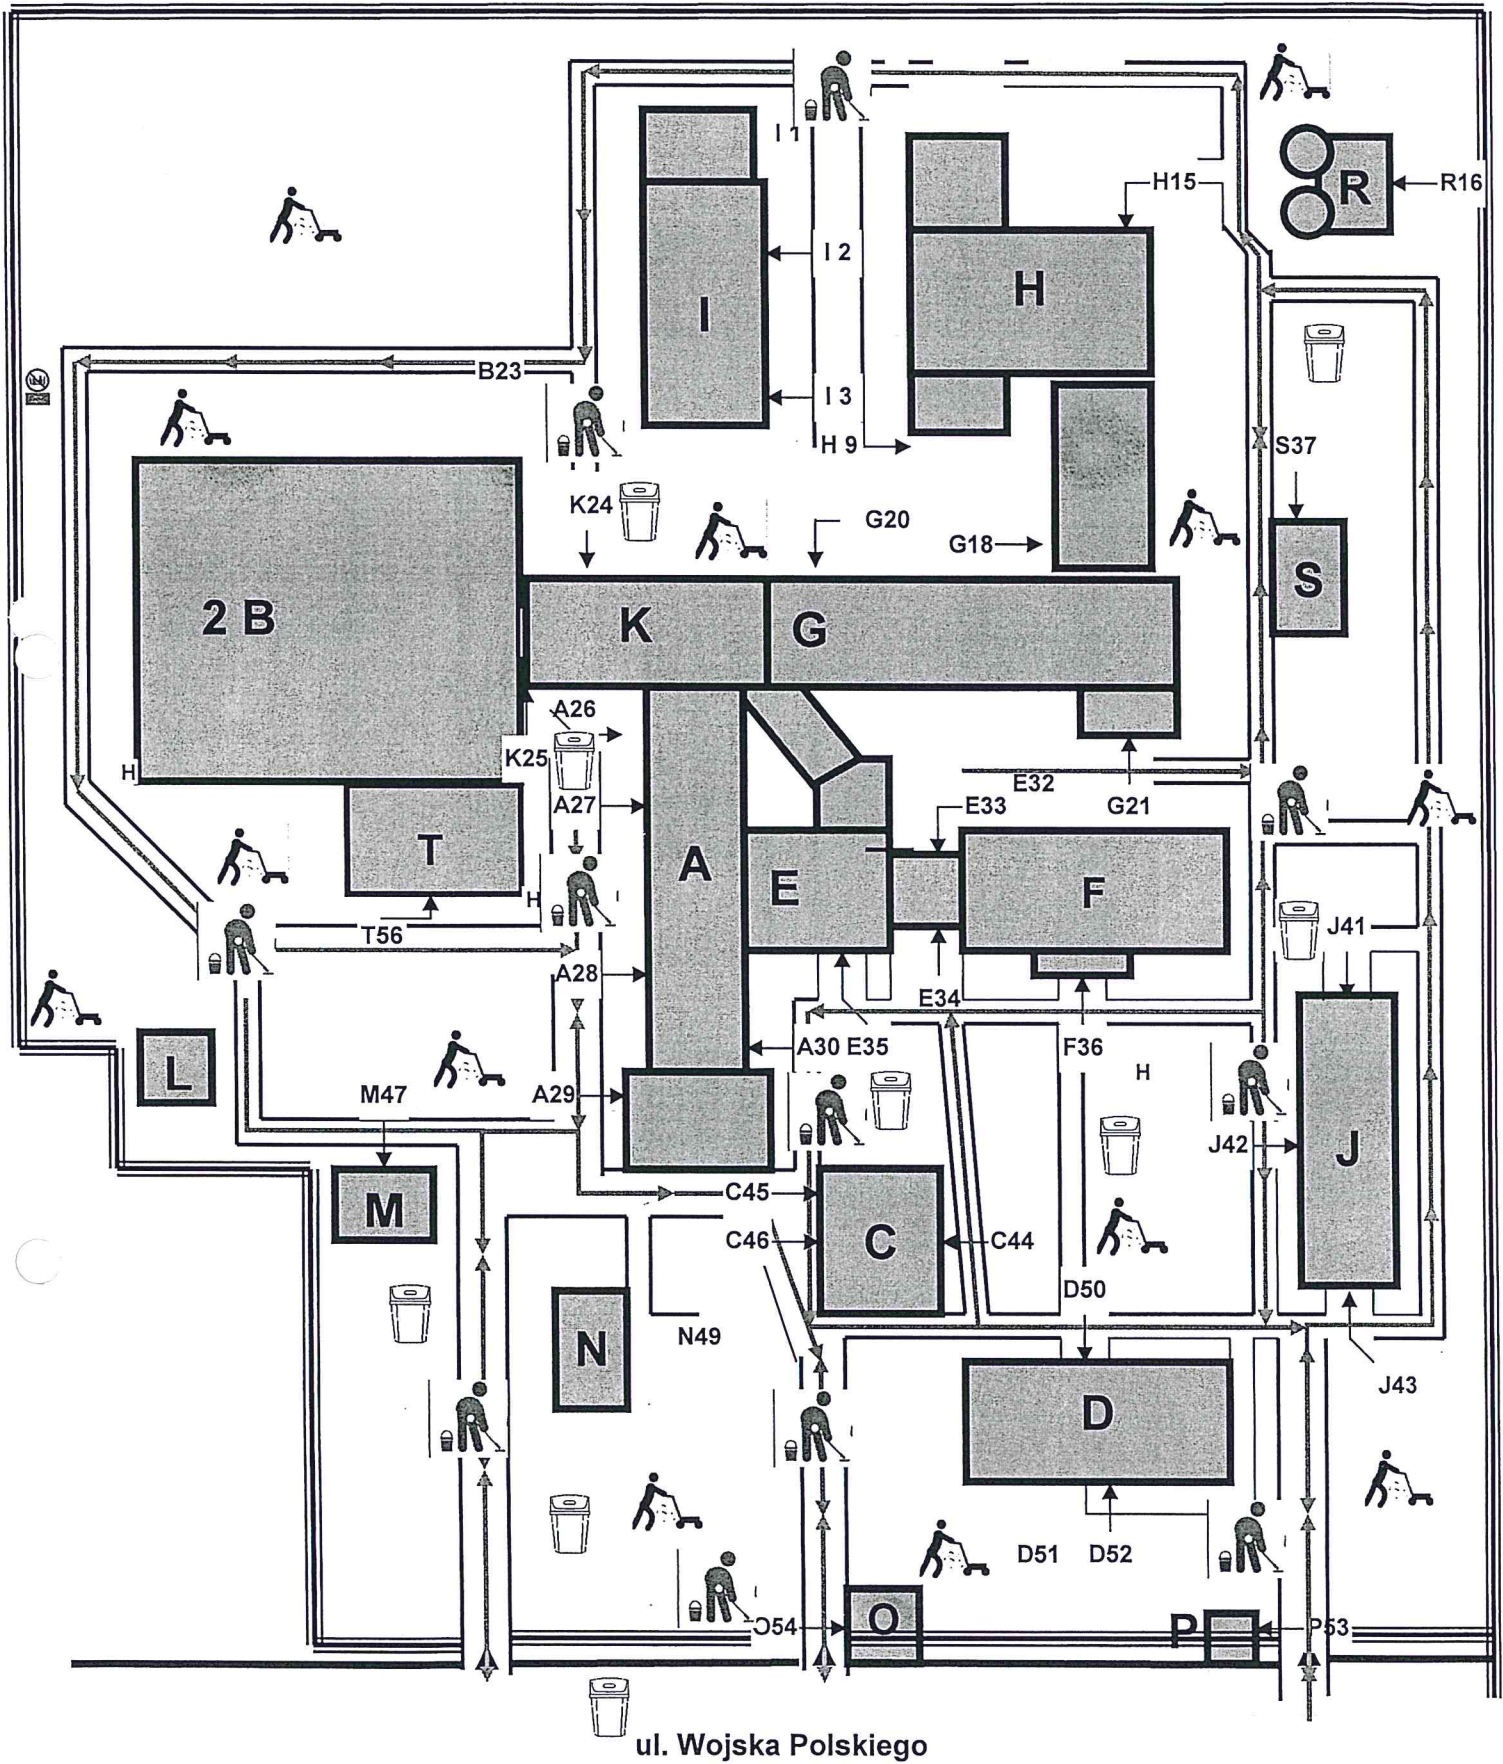 I 1
H15
R
R16
I 2
H
I
B23
I 3
H 9
S37
K24
G20
G18
S
2 B
K
G
A26
K25
H
E32
A27
E33
G21
T
A
E
F
H
J41
T56
A28
E34
A30
E35
F36
H
L
M47
A29
J42
J
C45
M
C46
C
C44
D50
N
N49
J43
D
D51
D52
O
O54
P
P53
ul. Wojska Polskiego